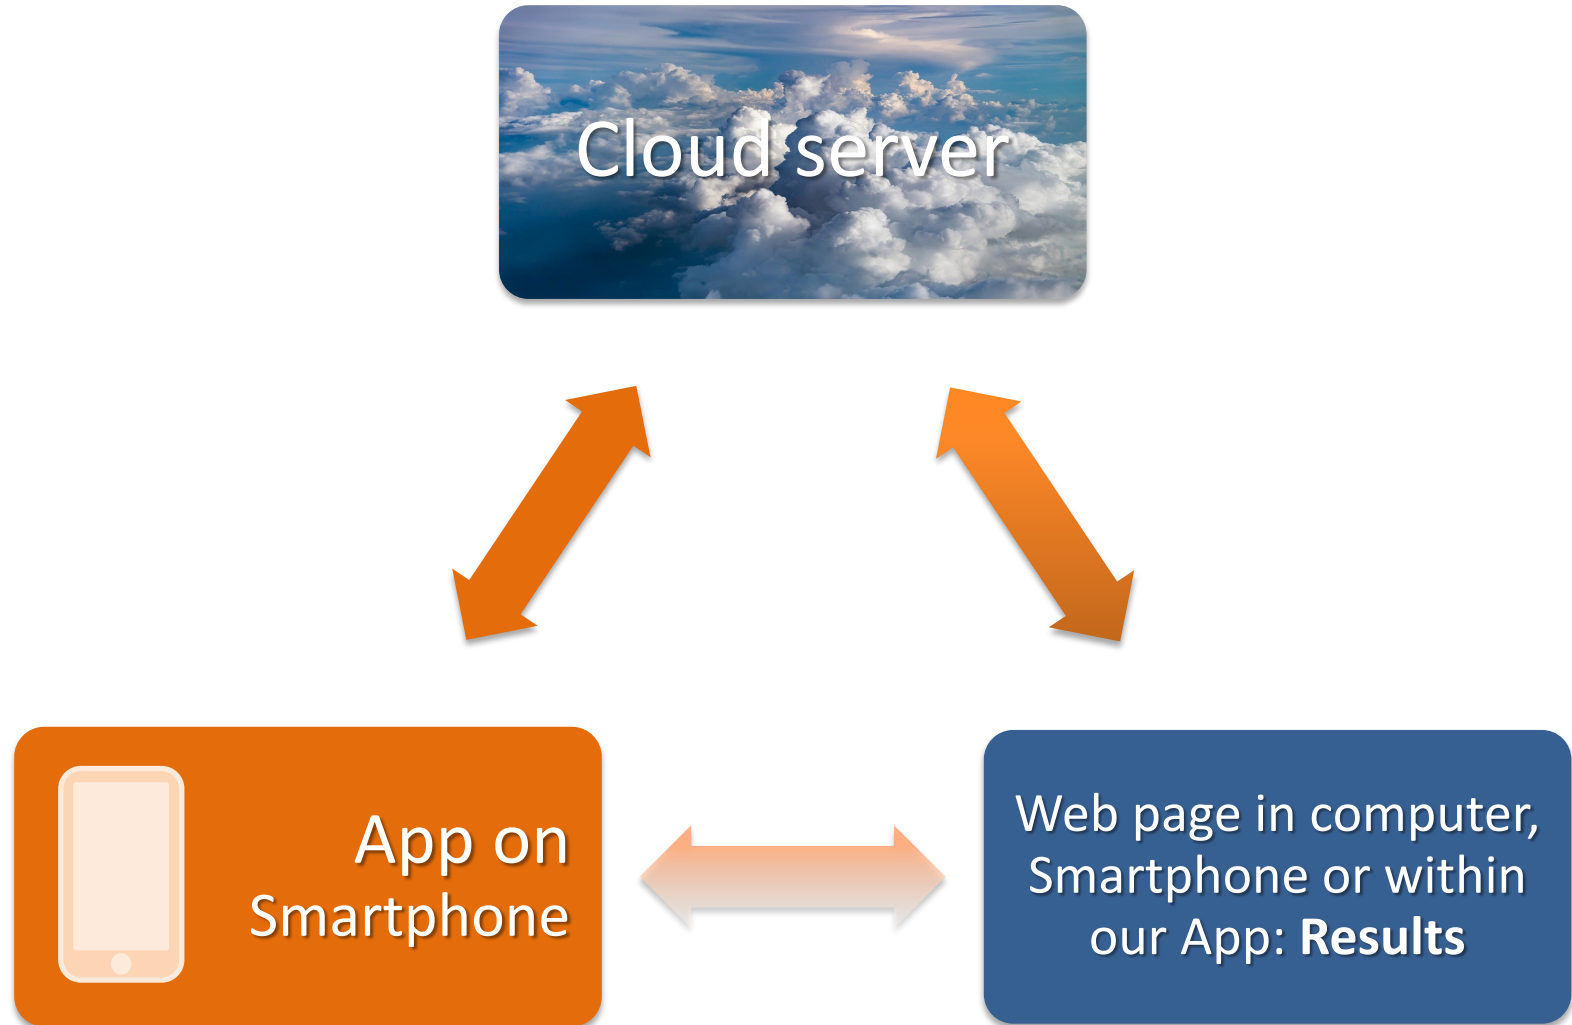 Cloud server
App on
Smartphone
Web page in computer,
Smartphone or within
our App: Results